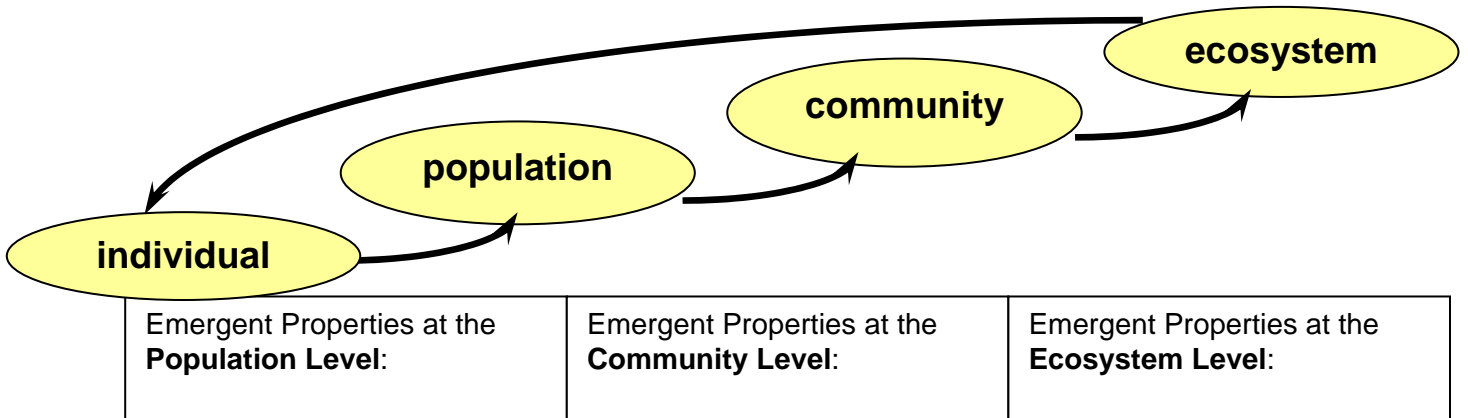 ecosystem
community
population
individual
Emergent Properties at the
Population Level:
Emergent Properties at the
Community Level:
Emergent Properties at the
Ecosystem Level: